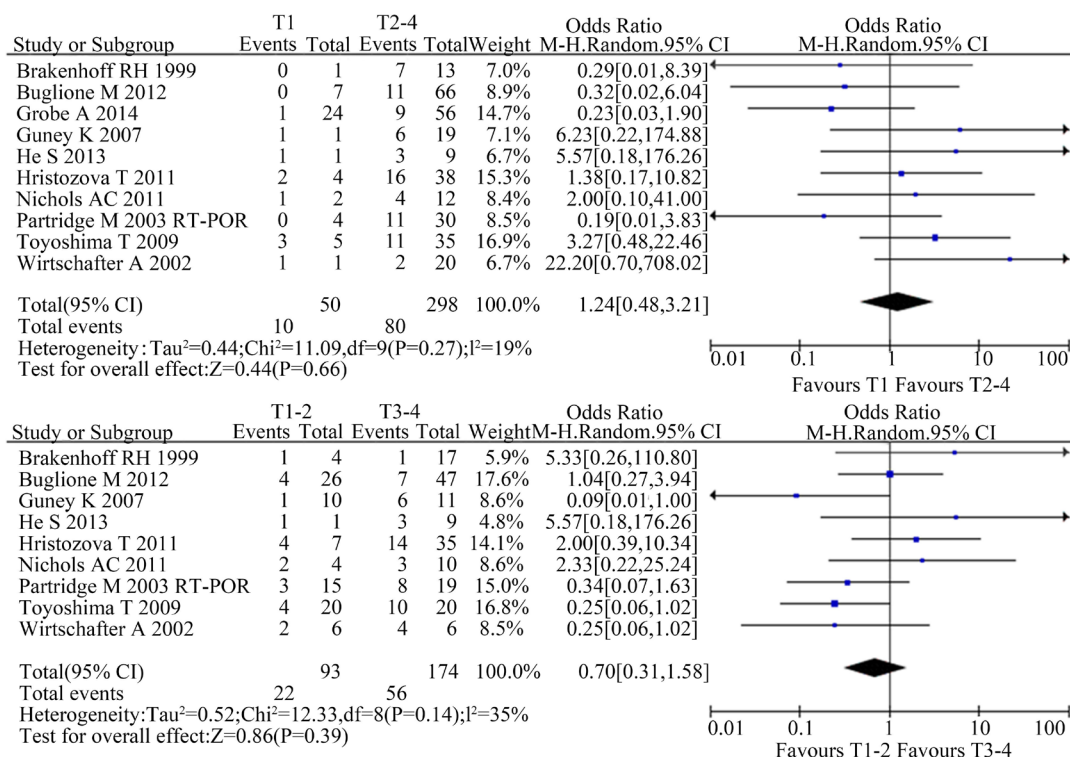 T1 T2-4 Odds Ratio Odds Ratio
Study or Subgroup Events Total Events Total Weight M-H.Random.95% CI M-H.Random.95% CI
Brakenhoff RH 1999 0 1 7 13 7.0% 0.29[0.01,8.39]
Buglione M 2012 0 7 11 66 8.9% 0.32[0.02,6.04]
Grobe A 2014 1 24 9 56 14.7% 0.23[0.03,1.90]
Guney K 2007 1 1 6 19 7.1% 6.23[0.22,174.88]
He S 2013 1 1 3 9 6.7% 5.57[0.18,176.26]
Hristozova T 2011 2 4 16 38 15.3% 1.38[0.17,10.82]
Nichols AC 2011 1 2 4 12 8.4% 2.00[0.10,41.00]
Partridge M 2003 RT-POR 0 4 11 30 8.5% 0.19[0.01,3.83]
Toyoshima T 2009 3 5 11 35 16.9% 3.27[0.48,22.46]
Wirtschafter A 2002 1 1 2 20 6.7% 22.20[0.70,708.02]
Total(95% CI) 50 298 100.0% 1.24[0.48,3.21]
Total events 10 80
Heterogeneity:Tau²=0.44;Chi²=11.09,df=9(P=0.27);l²=19%
Test for overall effect:Z=0.44(P=0.66)
0.01 0.1 1 10 100
Favours T1 Favours T2-4
T1-2 T3-4 Odds Ratio Odds Ratio
Study or Subgroup Events Total Events Total Weight M-H.Random.95% CI M-H.Random.95% CI
Brakenhoff RH 1999 1 4 1 17 5.9% 5.33[0.26,110.80]
Buglione M 2012 4 26 7 47 17.6% 1.04[0.27,3.94]
Guney K 2007 1 10 6 11 8.6% 0.09[0.01,1.00]
He S 2013 1 1 3 9 4.8% 5.57[0.18,176.26]
Hristozova T 2011 4 7 14 35 14.1% 2.00[0.39,10.34]
Nichols AC 2011 2 4 3 10 8.6% 2.33[0.22,25.24]
Partridge M 2003 RT-POR 3 15 8 19 15.0% 0.34[0.07,1.63]
Toyoshima T 2009 4 20 10 20 16.8% 0.25[0.06,1.02]
Wirtschafter A 2002 2 6 4 6 8.5% 0.25[0.06,1.02]
Total(95% CI) 93 174 100.0% 0.70[0.31,1.58]
Total events 22 56
Heterogeneity:Tau²=0.52;Chi²=12.33,df=8(P=0.14);l²=35%
Test for overall effect:Z=0.86(P=0.39)
0.01 0.1 1 10 100
Favours T1-2 Favours T3-4